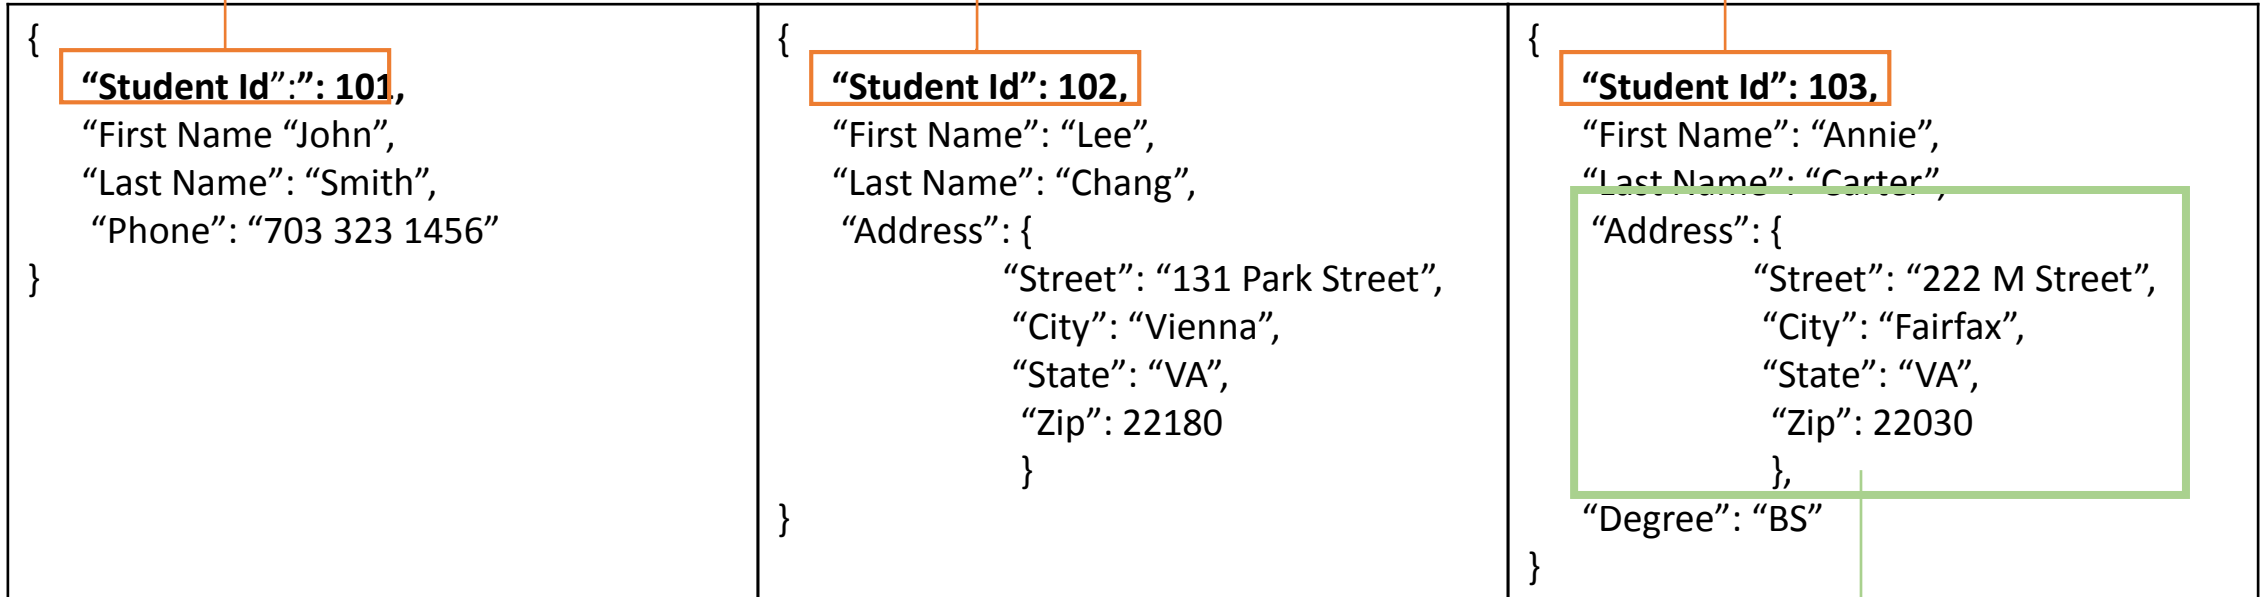 {
“Student Id”:”: 101,
“First Name “John”,
“Last Name”: “Smith”,
“Phone”: “703 323 1456”
}
{
“Student Id”: 102,
“First Name”: “Lee”,
“Last Name”: “Chang”,
“Address”: {
“Street”: “131 Park Street”,
“City”: “Vienna”,
“State”: “VA”,
“Zip”: 22180
}
}
{
“Student Id”: 103,
“First Name”: “Annie”,
“Last Name”: “Carter”,
“Address”: {
“Street”: “222 M Street”,
“City”: “Fairfax”,
“State”: “VA”,
“Zip”: 22030
},
“Degree”: “BS”
}